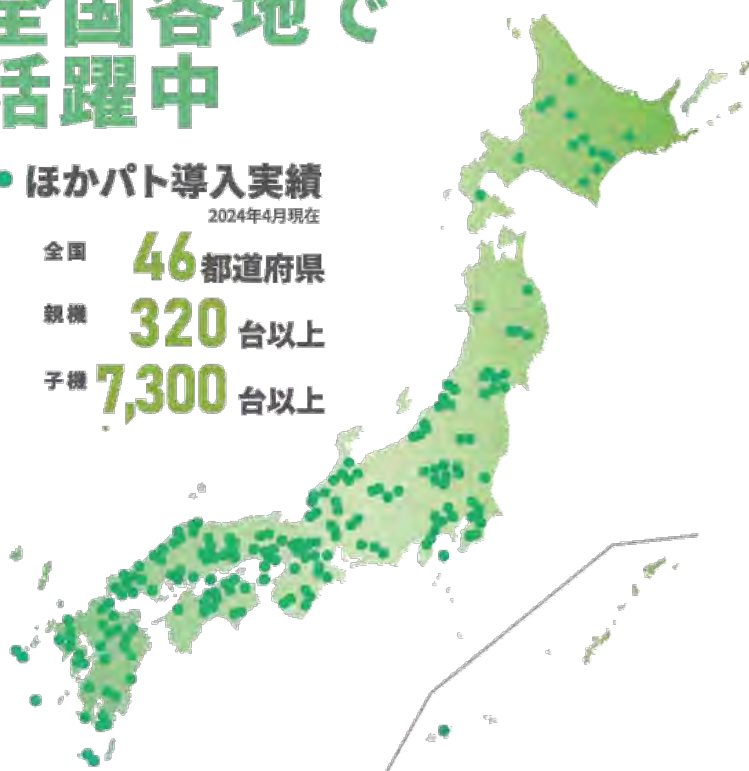 全国各地で
活躍中
● ほかパト導入実績
2024年4月現在
全国 46都道府県
親機 320台以上
子機 7,300台以上